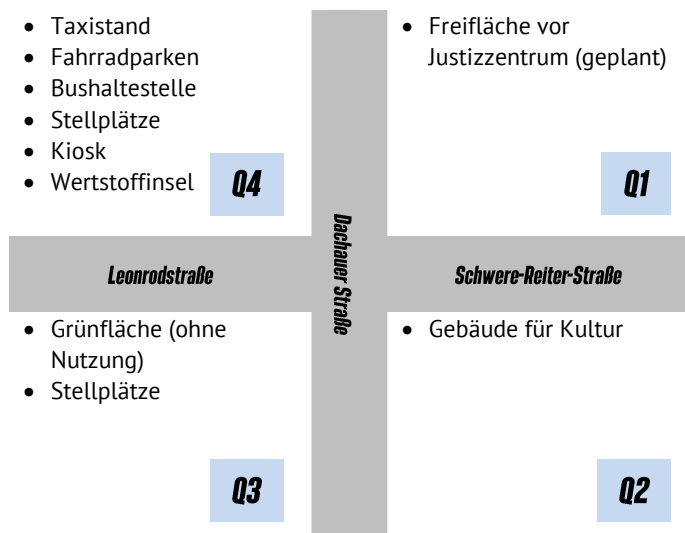 • Taxistand
• Fahrradparken
• Bushaltestelle
• Stellplätze
• Kiosk
• Wertstoffinsel
Q4
• Freifläche vor
Justizzentrum (geplant)
Q1
Leonrodstraße
Dachauer Straße
Schwere-Reiter-Straße
• Grünfläche (ohne
Nutzung)
• Stellplätze
Q3
• Gebäude für Kultur
Q2